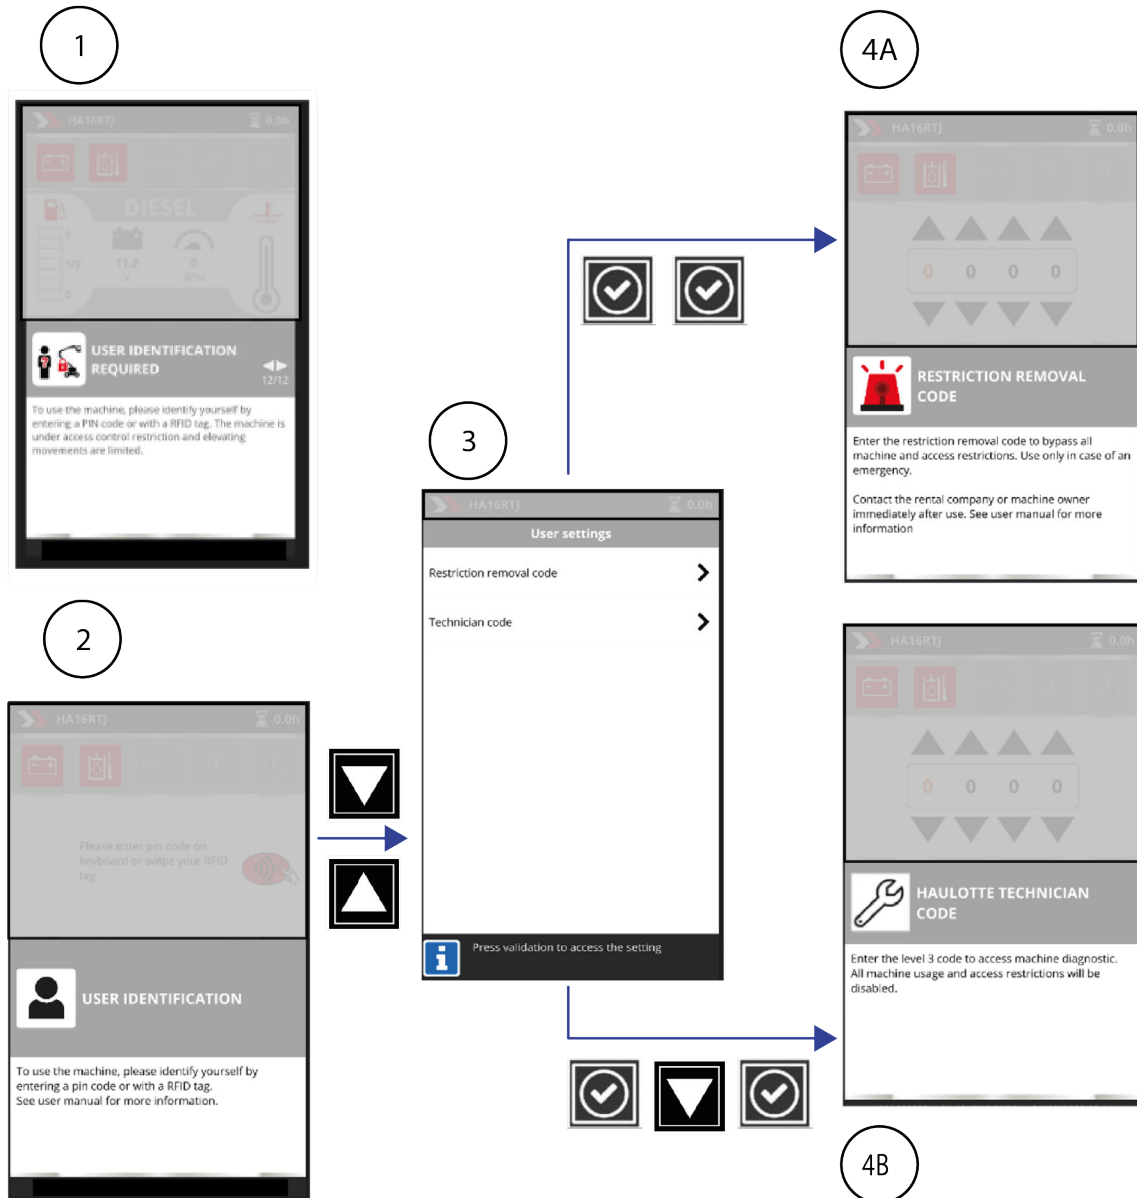 1
HA16RTJ
0.0h
DIESEL
1
1/2
0
11.2
V
0.
USER IDENTIFICATION
REQUIRED
12/12
To use the machine, please identify yourself by
entering a PIN code or with a RFID tag. The machine is
under access control restriction and elevating
movements are limited.
2
HA16RTJ
0.0h
Please enter pin code on
keyboard or swipe your RFID
tag
USER IDENTIFICATION
To use the machine, please identify yourself by
entering a pin code or with a RFID tag.
See user manual for more information.
3
HA16RTJ
0.0h
User settings
Restriction removal code
Technician code
Press validation to access the setting
4A
HA16RTJ
0.0h
0 0 0 0
RESTRICTION REMOVAL
CODE
Enter the restriction removal code to bypass all
machine and access restrictions. Use only in case of an
emergency.
Contact the rental company or machine owner
immediately after use. See user manual for more
information
HA16RTJ
0.0h
0 0 0 0
HAULOTTE TECHNICIAN
CODE
Enter the level 3 code to access machine diagnostic.
All machine usage and access restrictions will be
disabled.
4B